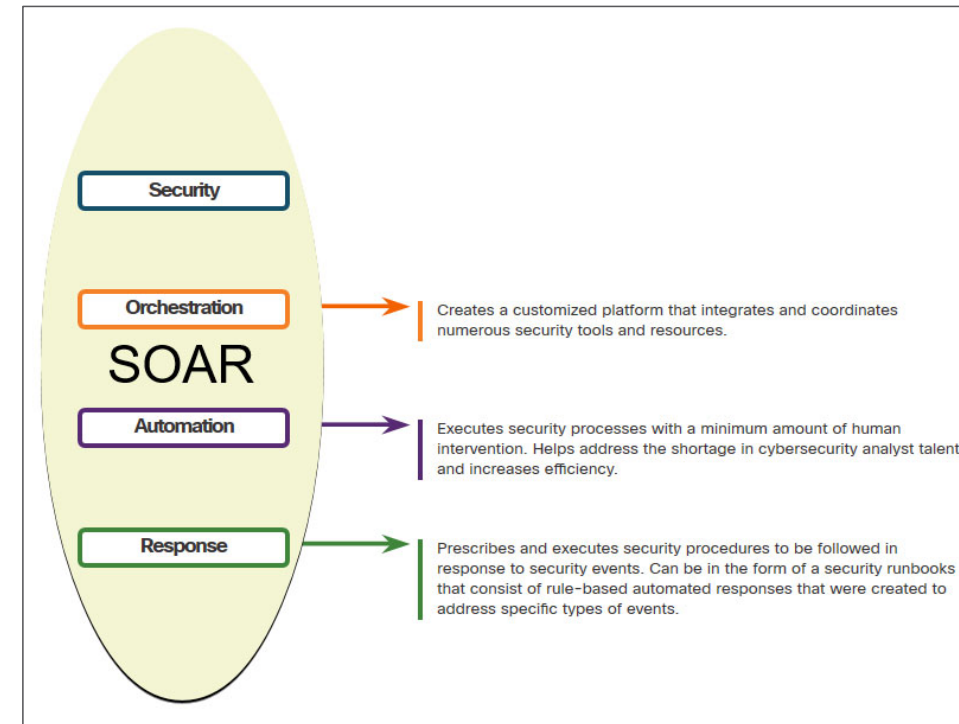 Security
Orchestration
Creates a customized platform that integrates and coordinates
numerous security tools and resources.
SOAR
Automation
Executes security processes with a minimum amount of human
intervention. Helps address the shortage in cybersecurity analyst talent
and increases efficiency.
Response
Prescribes and executes security procedures to be followed in
response to security events. Can be in the form of a security runbooks
that consist of rule-based automated responses that were created to
address specific types of events.